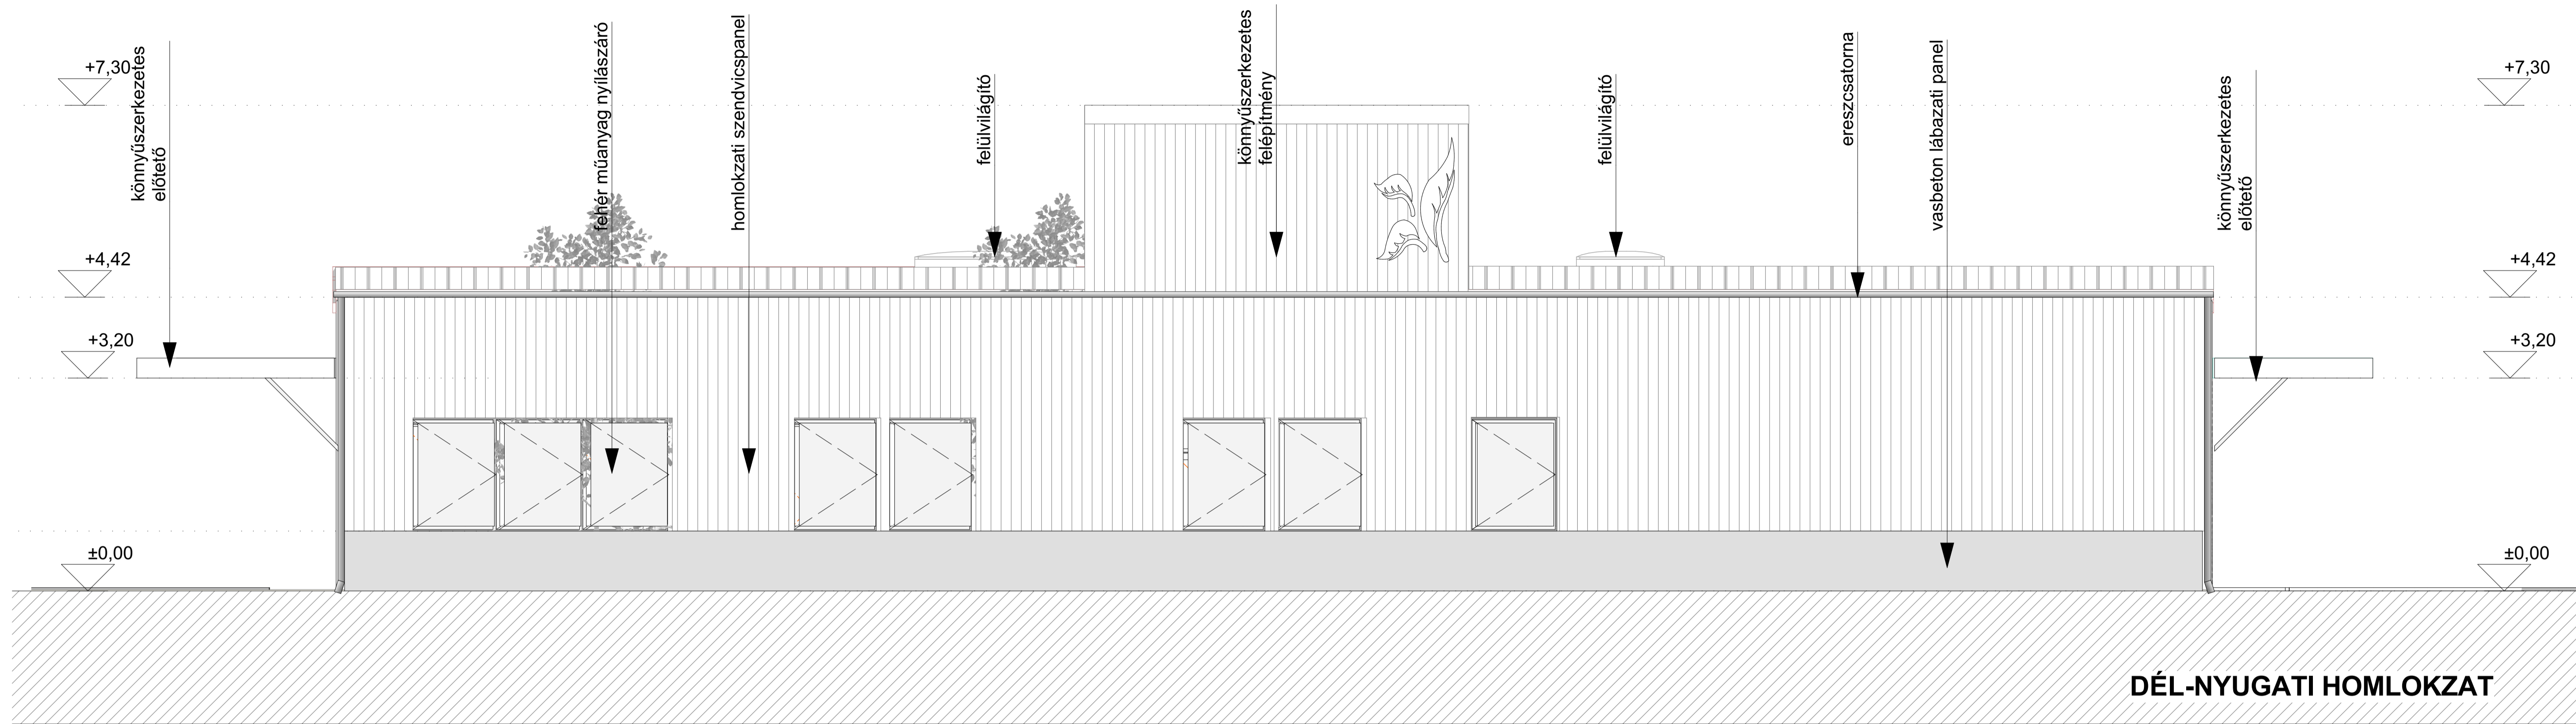 +7,30
+4,42
+3,20
±0,00
könnyűszerkezetes
előtető
fehér műanyag nyílászáró
homlokzati szendvicspanel
felülvilágító
könnyűszerkezetes
felépítmény
felülvilágító
ereszcsatorna
vasbeton lábazati panel
könnyűszerkezetes
előtető
+7,30
+4,42
+3,20
±0,00
DÉL-NYUGATI HOMLOKZAT